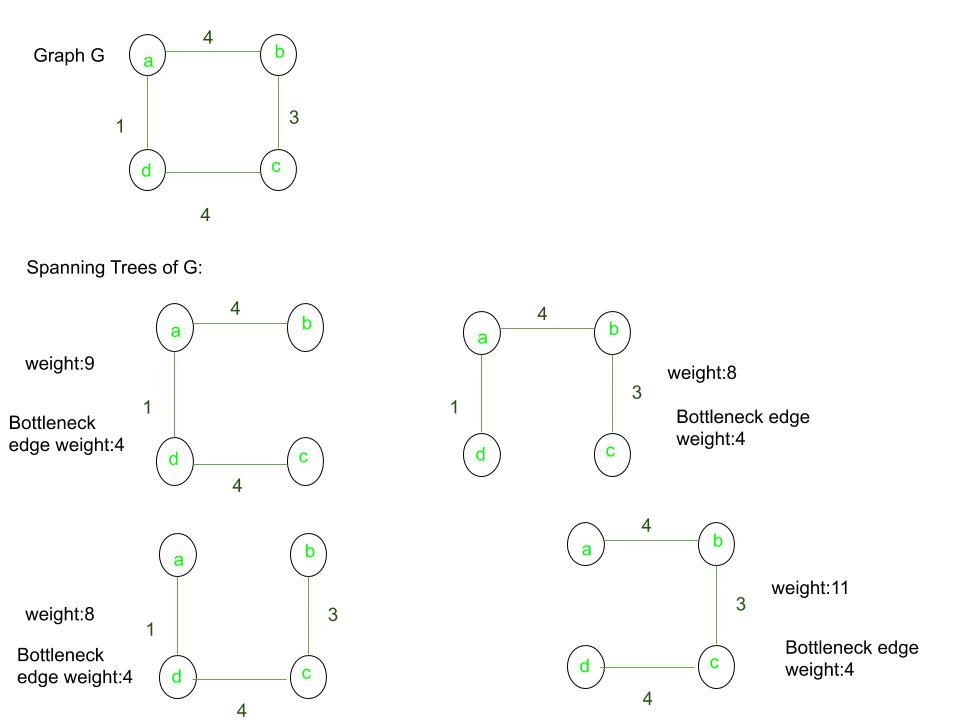 4
Graph G
a
b
1
3
d
c
4
Spanning Trees of G:
4
a
b
weight:9
1
Bottleneck
edge weight:4
d
c
4
4
a
b
weight:8
1
3
Bottleneck edge
weight:4
d
c
a
b
weight:8
1
3
Bottleneck
edge weight:4
d
c
4
4
a
b
weight:11
3
Bottleneck edge
weight:4
d
c
4